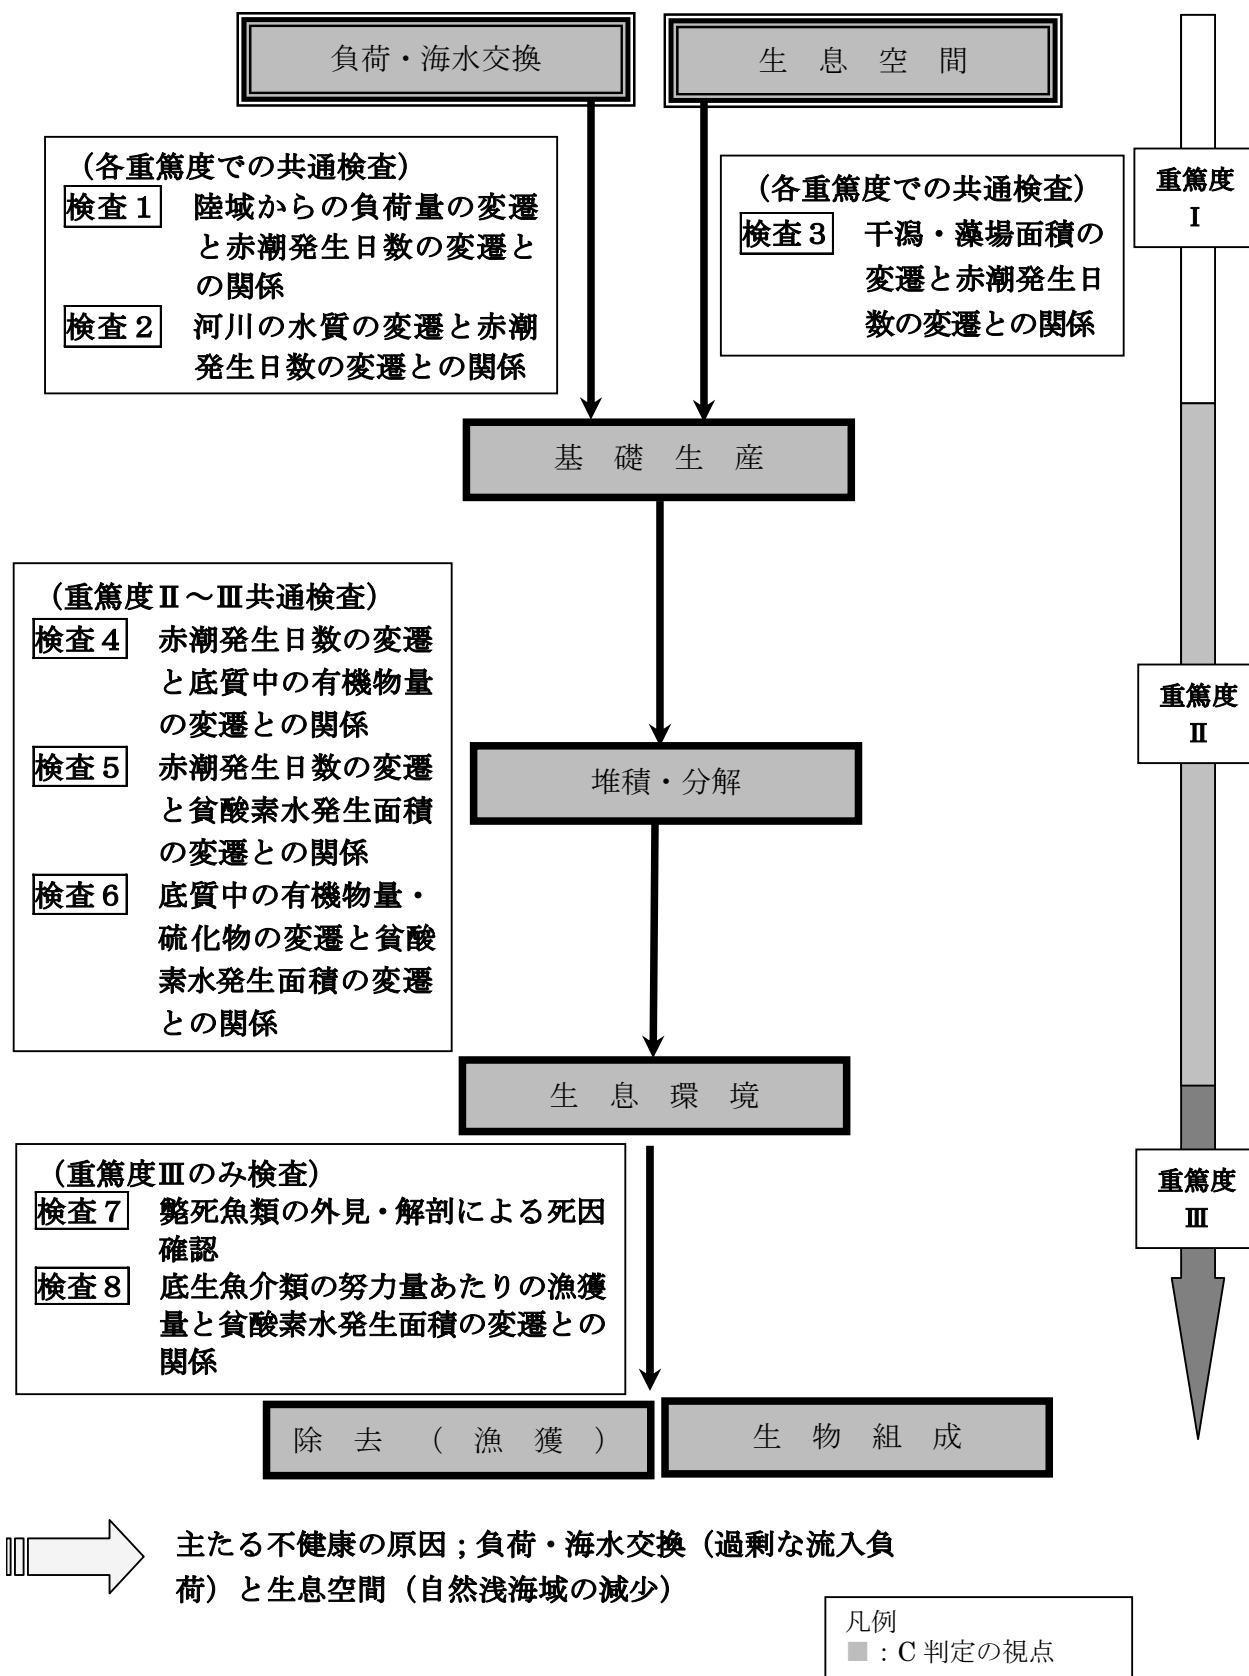 負荷・海水交換
生息空間
（各重篤度での共通検査）
検査１ 陸域からの負荷量の変遷
と赤潮発生日数の変遷と
の関係
検査２ 河川の水質の変遷と赤潮
発生日数の変遷との関係
（各重篤度での共通検査）
検査３ 干潟・藻場面積の
変遷と赤潮発生日
数の変遷との関係
重篤度
Ⅰ
基礎生産
（重篤度Ⅱ～Ⅲ共通検査）
検査４ 赤潮発生日数の変遷
と底質中の有機物量
の変遷との関係
検査５ 赤潮発生日数の変遷
と貧酸素水発生面積
の変遷との関係
検査６ 底質中の有機物量・
硫化物の変遷と貧酸
素水発生面積の変遷
との関係
重篤度
Ⅱ
堆積・分解
生息環境
（重篤度Ⅲのみ検査）
検査７ 斃死魚類の外見・解剖による死因
確認
検査８ 底生魚介類の努力量あたりの漁獲
量と貧酸素水発生面積の変遷との
関係
重篤度
Ⅲ
除去（漁獲）
生物組成
主たる不健康の原因；負荷・海水交換（過剰な流入負
荷）と生息空間（自然浅海域の減少）
凡例
■：C 判定の視点